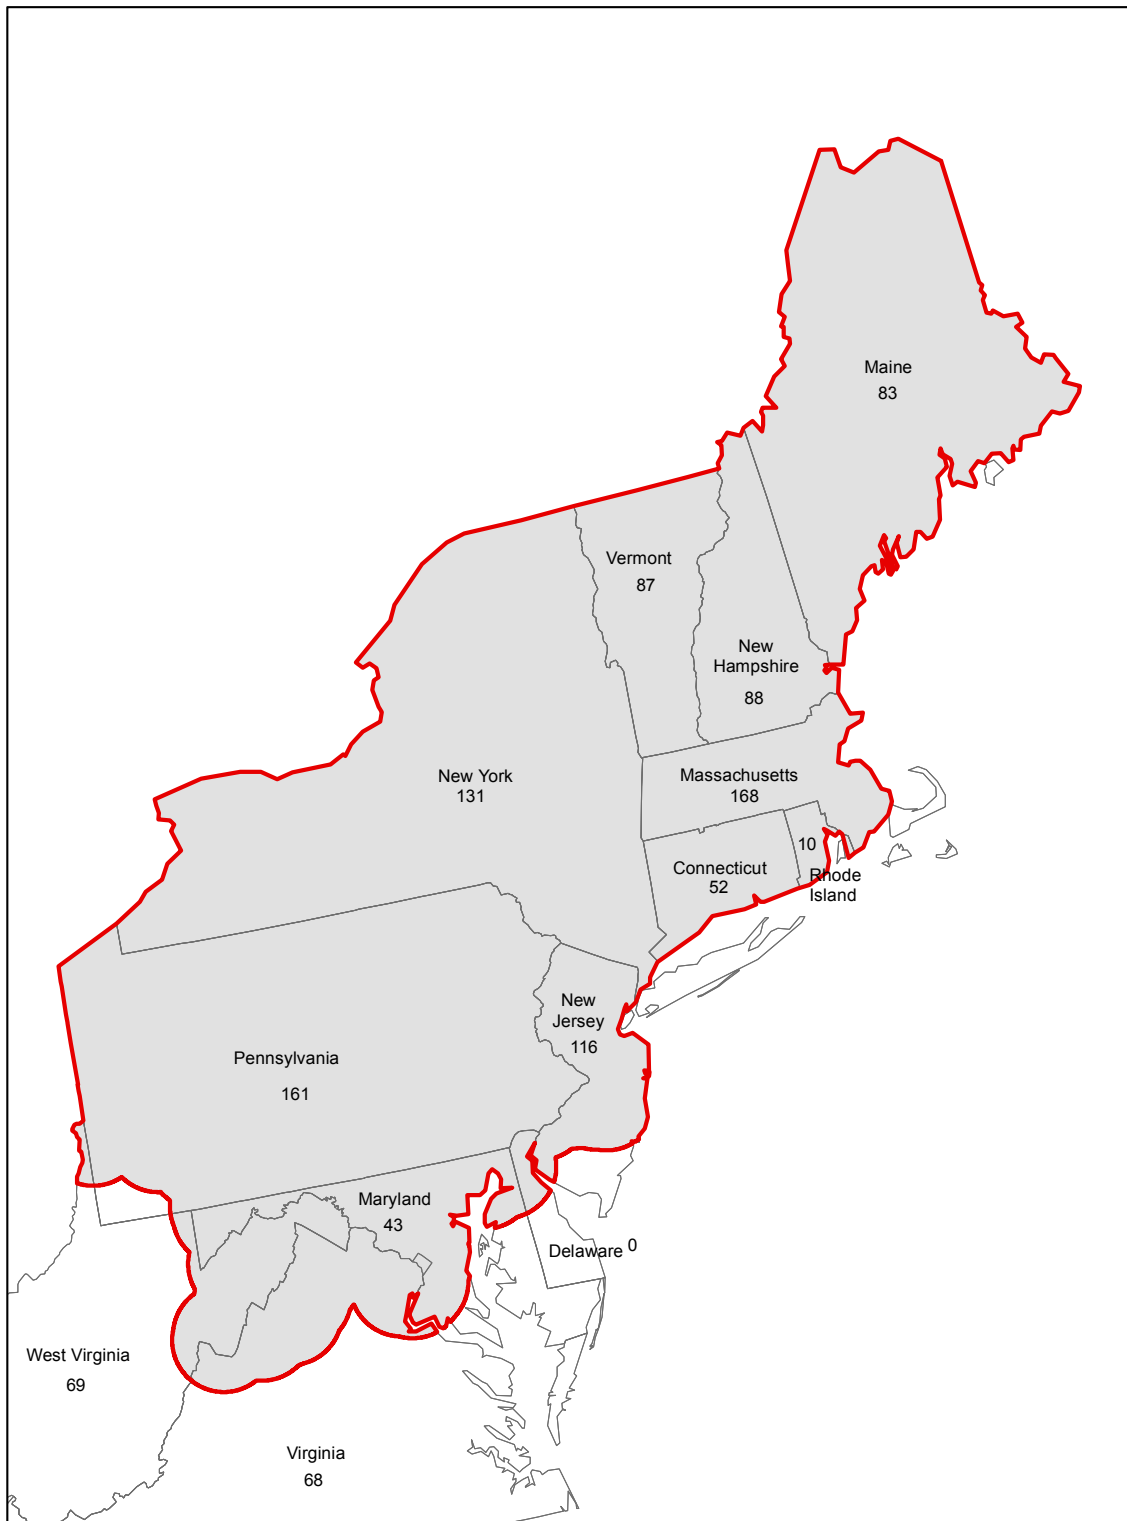 Maine
83
Vermont
87
New
Hampshire
88
New York
131
Massachusetts
168
10
Rhode
Island
Connecticut
52
New
Jersey
116
Pennsylvania
161
Maryland
43
Delaware 0
West Virginia
69
Virginia
68